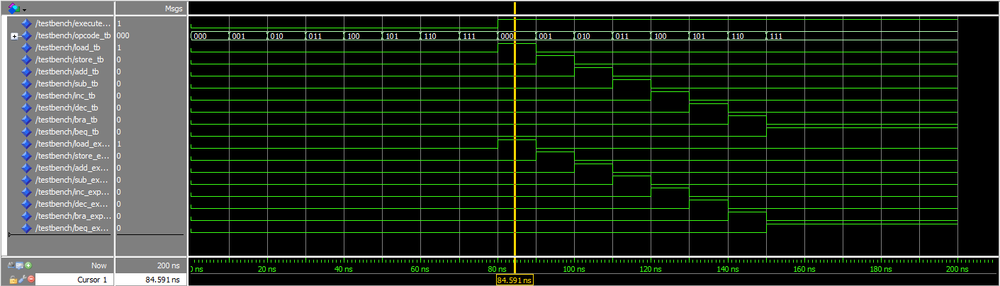 Msgs
/testbench/execute... 1
/testbench/opcode_tb 000 000 001 010 011 100 101 110 111 000 001 010 011 100 101 110 111
/testbench/load_tb 1
/testbench/store_tb 0
/testbench/add_tb 0
/testbench/sub_tb 0
/testbench/inc_tb 0
/testbench/dec_tb 0
/testbench/bra_tb 0
/testbench/beq_tb 0
/testbench/load_ex... 1
/testbench/store_e... 0
/testbench/add_ex... 0
/testbench/sub_ex... 0
/testbench/inc_exp... 0
/testbench/dec_ex... 0
/testbench/bra_exp... 0
/testbench/beq_ex... 0
Now 200 ns ns 20 ns 40 ns 60 ns 80 ns 100 ns 120 ns 140 ns 160 ns 180 ns 200 ns
Cursor 1 84.591 ns 84.591 ns